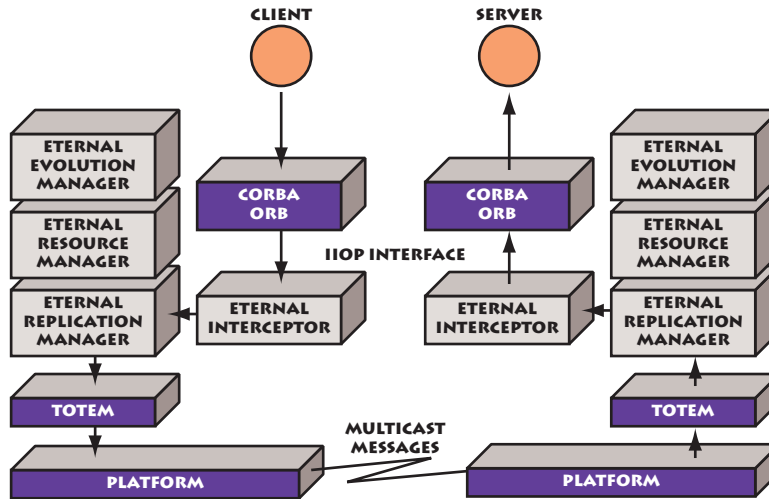 CLIENT
SERVER
ETERNAL
EVOLUTION
MANAGER
ETERNAL
RESOURCE
MANAGER
ETERNAL
REPLICATION
MANAGER
CORBA
ORB
ETERNAL
INTERCEPTOR
IIOP INTERFACE
CORBA
ORB
ETERNAL
INTERCEPTOR
ETERNAL
EVOLUTION
MANAGER
ETERNAL
RESOURCE
MANAGER
ETERNAL
REPLICATION
MANAGER
TOTEM
TOTEM
MULTICAST
MESSAGES
PLATFORM
PLATFORM